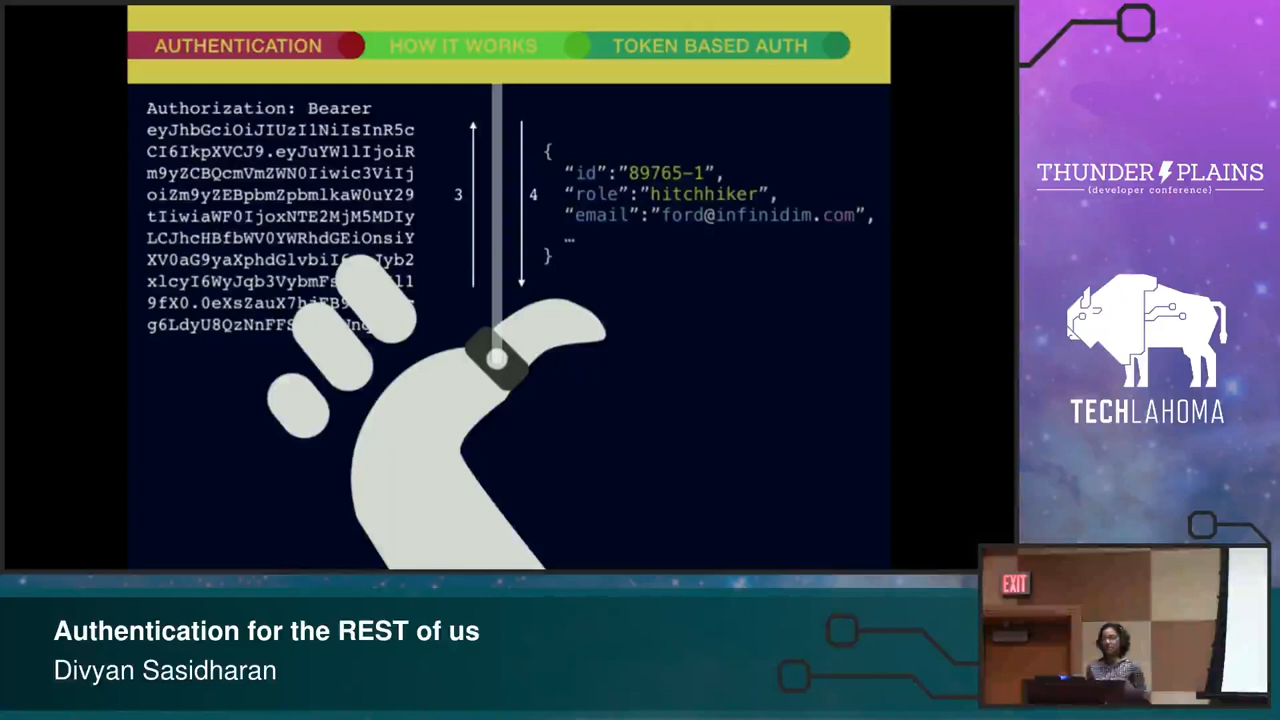 AUTHENTICATION HOW IT WORKS TOKEN BASED AUTH
Authorization: Bearer
eyJhbGciOiJIUzI1NiIsInR5c
CI6IkpXVCJ9.eyJuYW1lIjoiR
m9yZCBQcmVmZWN0Iiwic3ViIj
oiZm9yZEBpbmZpbmlkaW0uY29
tIiwiaWF0IjoxNTE2MjM5MDIy
LCJhcHBfbWV0YWRhdGEiOnsiY
XV0aG9yaXphdGlvbiI6
xlcyI6WyJqb3VybmFs
9fX0.0eXsZauX7hjEB9
g6LdyU8QzNnFFS
3
4
{
“id”:“89765-1”,
“role”:“hitchhiker”,
“email”:“ford@infinidim.com”,
…
}
THUNDER PLAINS
{developer conference}
TECHLAHOMA
EXIT
Authentication for the REST of us
Divyan Sasidharan